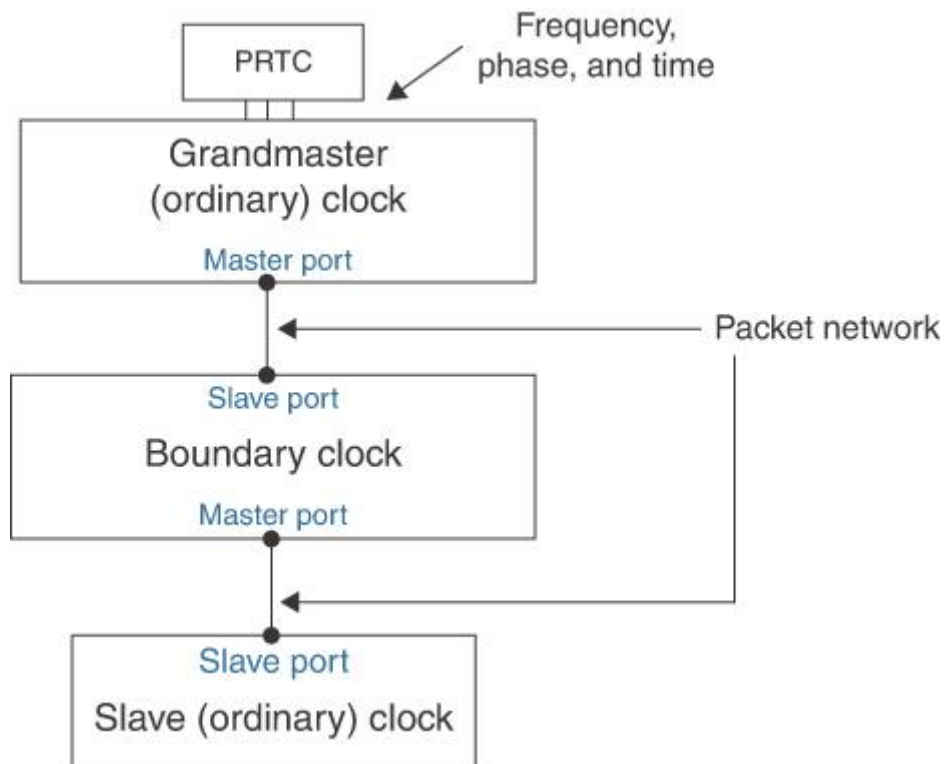 PRTC
Frequency,
phase, and time
Grandmaster
(ordinary) clock
Master port
Packet network
Slave port
Boundary clock
Master port
Slave port
Slave (ordinary) clock